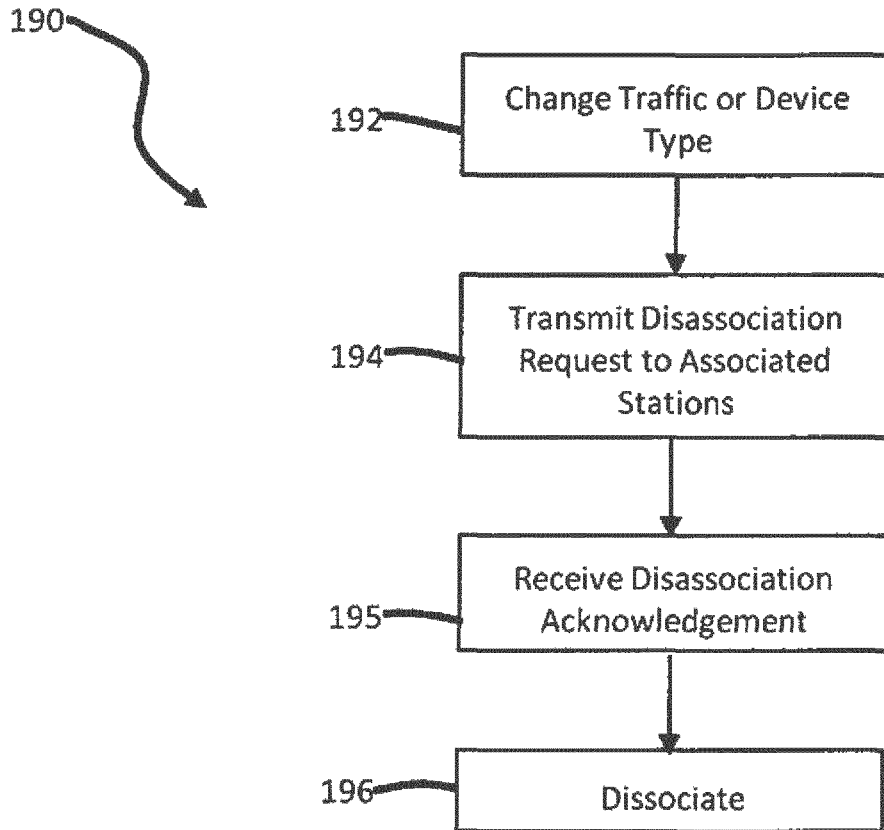 190
192
Change Traffic or Device
Type
194
Transmit Disassociation
Request to Associated
Stations
195
Receive Disassociation
Acknowledgement
196
Dissociate